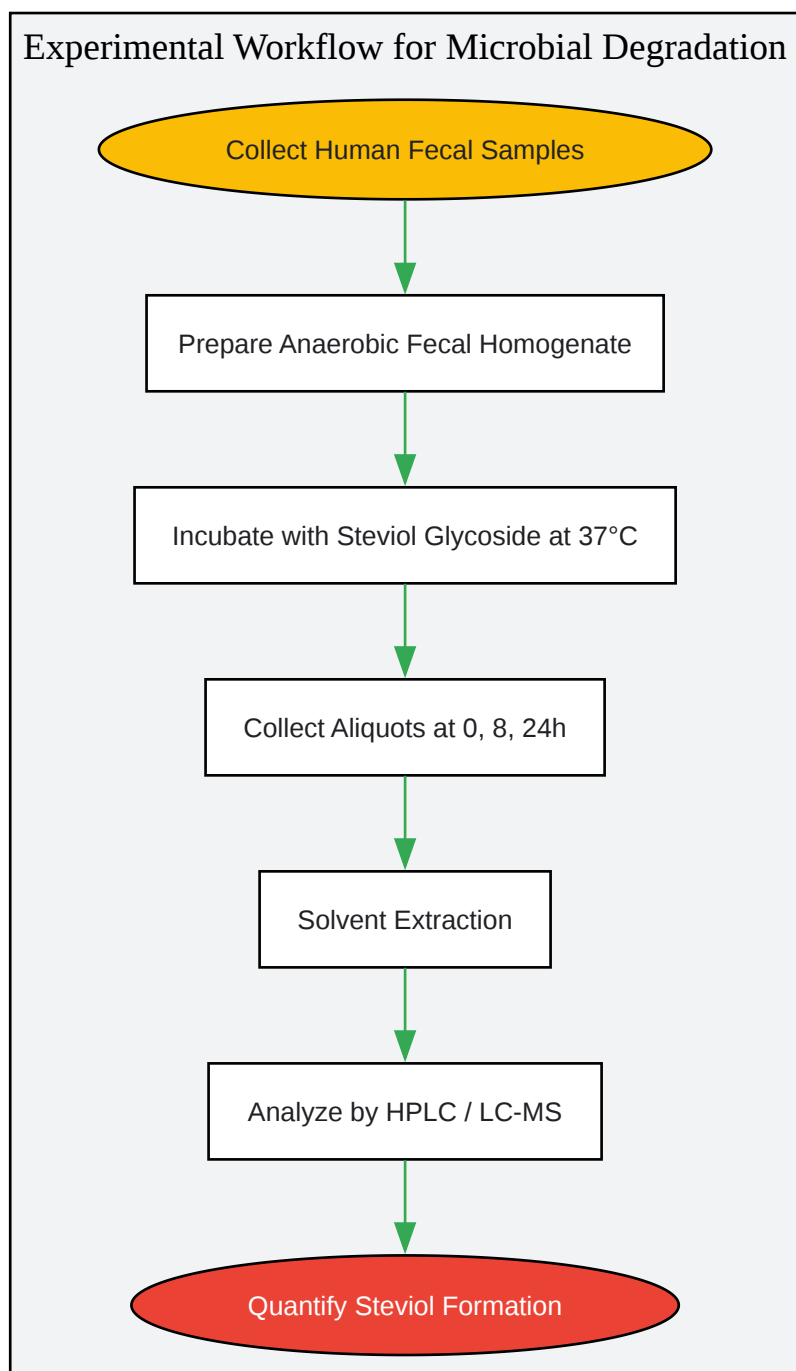 Experimental Workflow for Microbial Degradation
Collect Human Fecal Samples
Prepare Anaerobic Fecal Homogenate
Incubate with Steviol Glycoside at 37°C
Collect Aliquots at 0, 8, 24h
Solvent Extraction
Analyze by HPLC / LC-MS
Quantify Steviol Formation